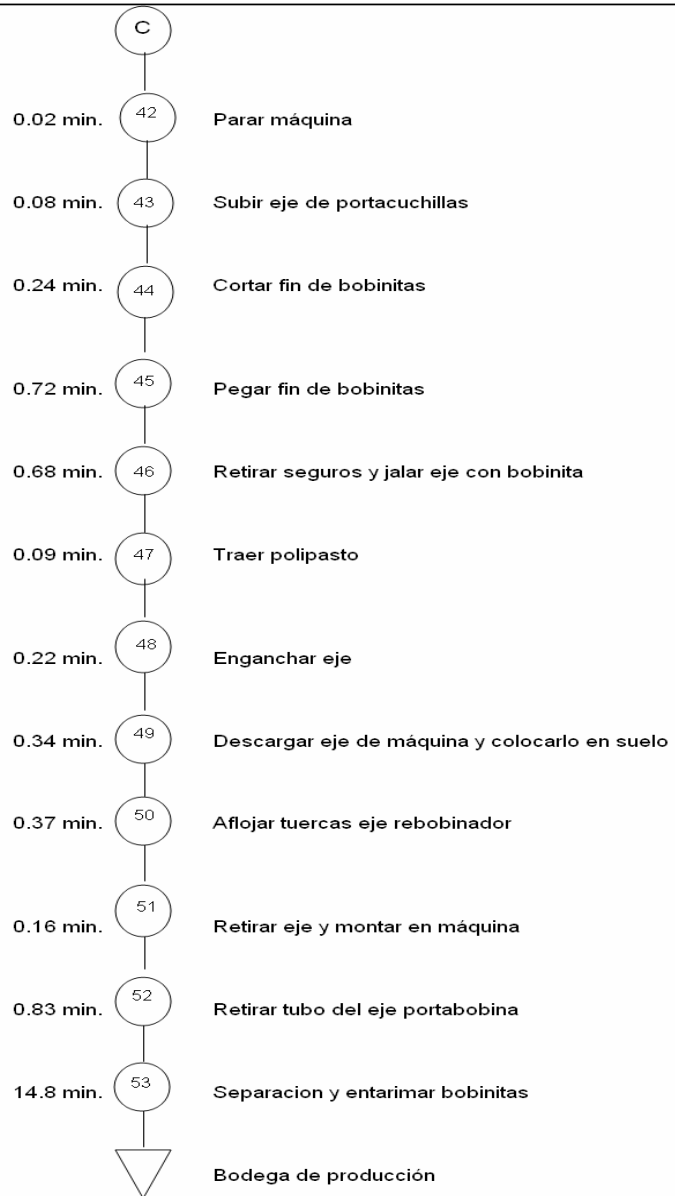 C
0.02 min. 42 Parar máquina
0.08 min. 43 Subir eje de portacuchillas
0.24 min. 44 Cortar fin de bobinitas
0.72 min. 45 Pegar fin de bobinitas
0.68 min. 46 Retirar seguros y jalar eje con bobinita
0.09 min. 47 Traer polipasto
0.22 min. 48 Enganchar eje
0.34 min. 49 Descargar eje de máquina y colocarlo en suelo
0.37 min. 50 Aflojar tuercas eje rebobinador
0.16 min. 51 Retirar eje y montar en máquina
0.83 min. 52 Retirar tubo del eje portabobina
14.8 min. 53 Separacion y entarimar bobinitas
Bodega de producción